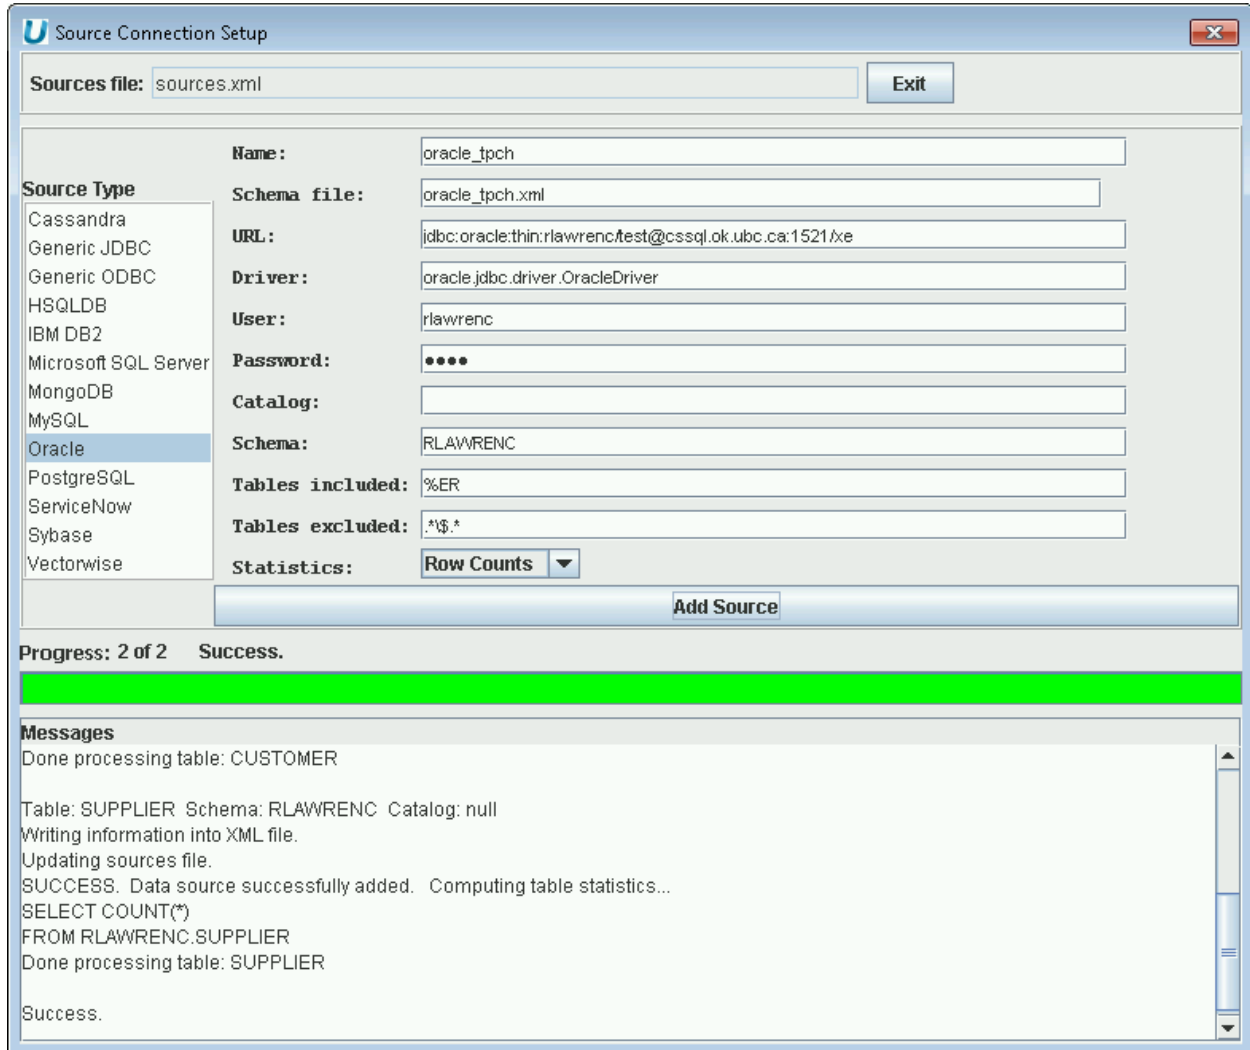 Source Connection Setup
Sources file: sources.xml Exit
Name: oracle_tpch
Source Type
Schema file: oracle_tpch.xml
Cassandra
URL: jdbc:oracle:thin:rlawrenc/test@cssql.ok.ubc.ca:1521/xe
Generic JDBC
Generic ODBC
Driver: oracle.jdbc.driver.OracleDriver
HSQLDB
User: rlawrenc
IBM DB2
Microsoft SQL Server
Password: ••••
MongoDB
Catalog:
MySQL
Oracle
Schema: RLAWRENC
PostgreSQL
Tables included: %ER
ServiceNow
Tables excluded: .*\$.*
Sybase
Vectorwise
Statistics: Row Counts
Add Source
Progress: 2 of 2 Success.
Messages
Done processing table: CUSTOMER
Table: SUPPLIER Schema: RLAWRENC Catalog: null
Writing information into XML file.
Updating sources file.
SUCCESS. Data source successfully added. Computing table statistics...
SELECT COUNT(*)
FROM RLAWRENC.SUPPLIER
Done processing table: SUPPLIER
Success.